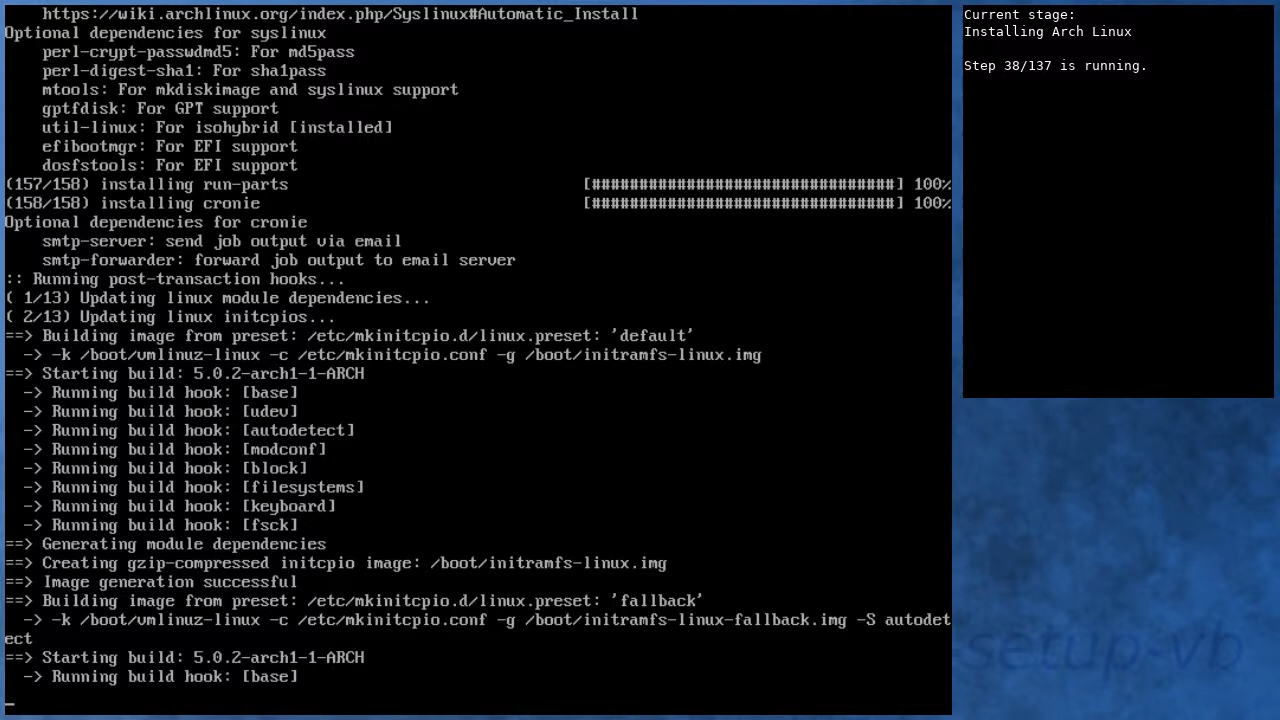 https://wiki.archlinux.org/index.php/Syslinux#Automatic_Install
Optional dependencies for syslinux
perl-crypt-passwdmd5: For md5pass
perl-digest-sha1: For sha1pass
mtools: For mkdiskimage and syslinux support
gptfdisk: For GPT support
util-linux: For isohybrid [installed]
efibootmgr: For EFI support
dosfstools: For EFI support
(157/158) installing run-parts [################################] 100%
(158/158) installing cronie [################################] 100%
Optional dependencies for cronie
smtp-server: send job output via email
smtp-forwarder: forward job output to email server
:: Running post-transaction hooks...
( 1/13) Updating linux module dependencies...
( 2/13) Updating linux initcpios...
==> Building image from preset: /etc/mkinitcpio.d/linux.preset: 'default'
-> -k /boot/vmlinuz-linux -c /etc/mkinitcpio.conf -g /boot/initramfs-linux.img
==> Starting build: 5.0.2-arch1-1-ARCH
-> Running build hook: [base]
-> Running build hook: [udev]
-> Running build hook: [autodetect]
-> Running build hook: [modconf]
-> Running build hook: [block]
-> Running build hook: [filesystems]
-> Running build hook: [keyboard]
-> Running build hook: [fsck]
==> Generating module dependencies
==> Creating gzip-compressed initcpio image: /boot/initramfs-linux.img
==> Image generation successful
==> Building image from preset: /etc/mkinitcpio.d/linux.preset: 'fallback'
-> -k /boot/vmlinuz-linux -c /etc/mkinitcpio.conf -g /boot/initramfs-linux-fallback.img -S autodet
ect
==> Starting build: 5.0.2-arch1-1-ARCH
-> Running build hook: [base]
_
Current stage:
Installing Arch Linux
Step 38/137 is running.
-setup-vb